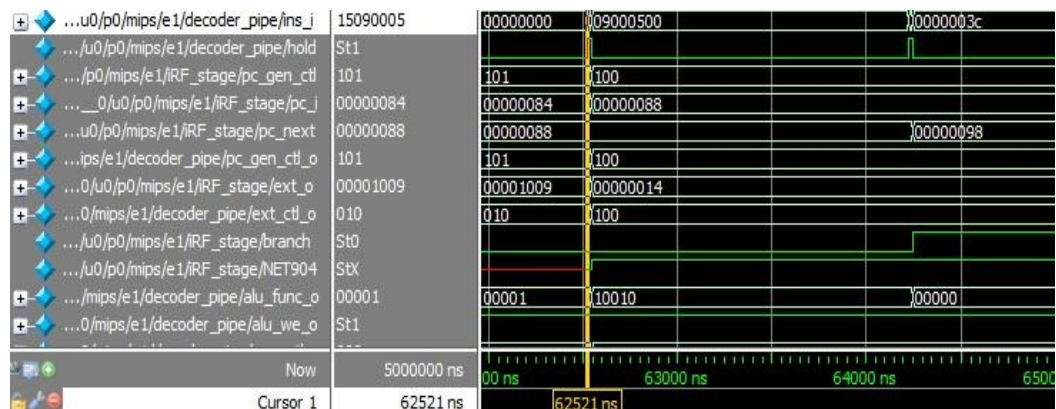 ...u0/p0/mips/e1/decoder_pipe/ins_i 15090005 00000000 09000500 0000003c
.../u0/p0/mips/e1/decoder_pipe/hold St1
.../p0/mips/e1/iRF_stage/pc_gen_ctl 101 101 100
...__0/u0/p0/mips/e1/iRF_stage/pc_i 00000084 00000084 00000088
...u0/p0/mips/e1/iRF_stage/pc_next 00000088 00000088 00000098
...ips/e1/decoder_pipe/pc_gen_ctl_o 101 101 100
...0/u0/p0/mips/e1/iRF_stage/ext_o 00001009 00001009 00000014
...0/mips/e1/decoder_pipe/ext_ctl_o 010 010 100
.../u0/p0/mips/e1/iRF_stage/branch St0
.../u0/p0/mips/e1/iRF_stage/NET904 StX
.../mips/e1/decoder_pipe/alu_func_o 00001 00001 10010 00000
...0/mips/e1/decoder_pipe/alu_we_o St1
Now 5000000 ns 00 ns 63000 ns 64000 ns 6500
Cursor 1 62521 ns 62521 ns